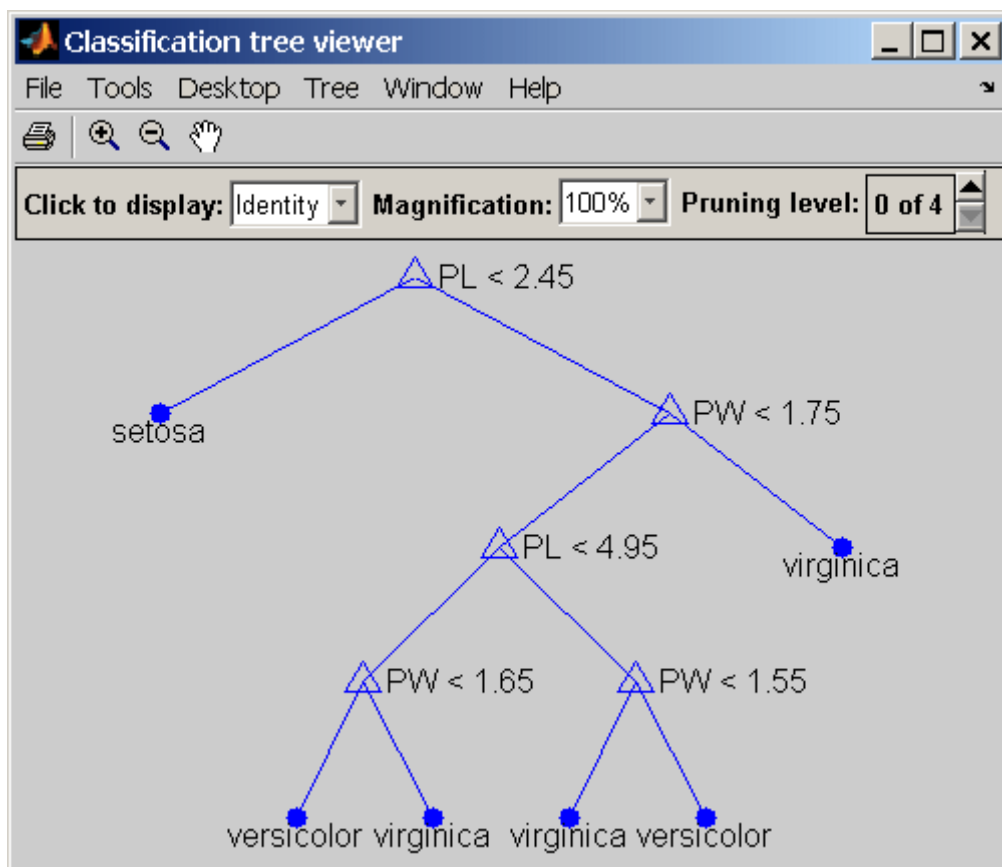 Classification tree viewer
File Tools Desktop Tree Window Help
Click to display: Identity Magnification: 100% Pruning level: 0 of 4
PL < 2.45
setosa
PW < 1.75
PL < 4.95
virginica
PW < 1.65
PW < 1.55
versicolor virginica virginica versicolor